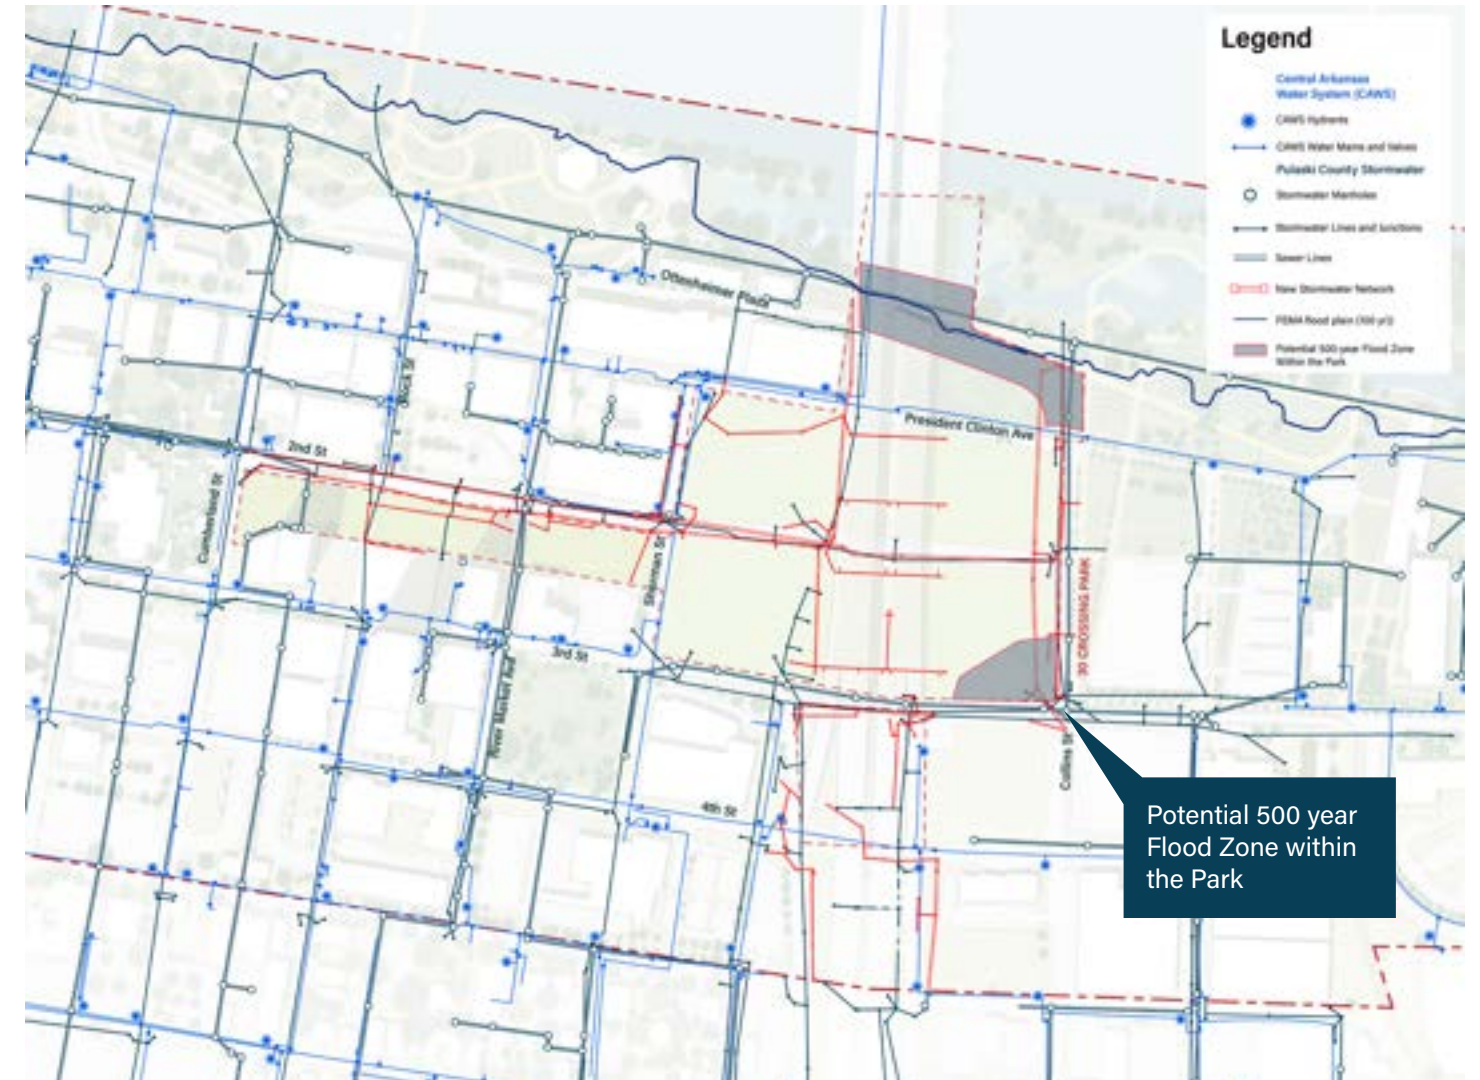 Legend
Central Arkansas
Water System (CAWS)
CAWS Hydrants
CAWS Water Mains and Valves
Pulaski County Stormwater
Stormwater Manholes
Stormwater Lines and Junctions
Sewer Lines
New Stormwater Network
FEMA flood plain (100 yr)
Potential 500-year Flood Zone
Within the Park
Ottenheimer Plaza
Rock St
President Clinton Ave
2nd St
Cumberland St
Sherman St
30 CROSSING PARK
3rd St
River Market Ave
Collins St
4th St
Potential 500 year
Flood Zone within
the Park